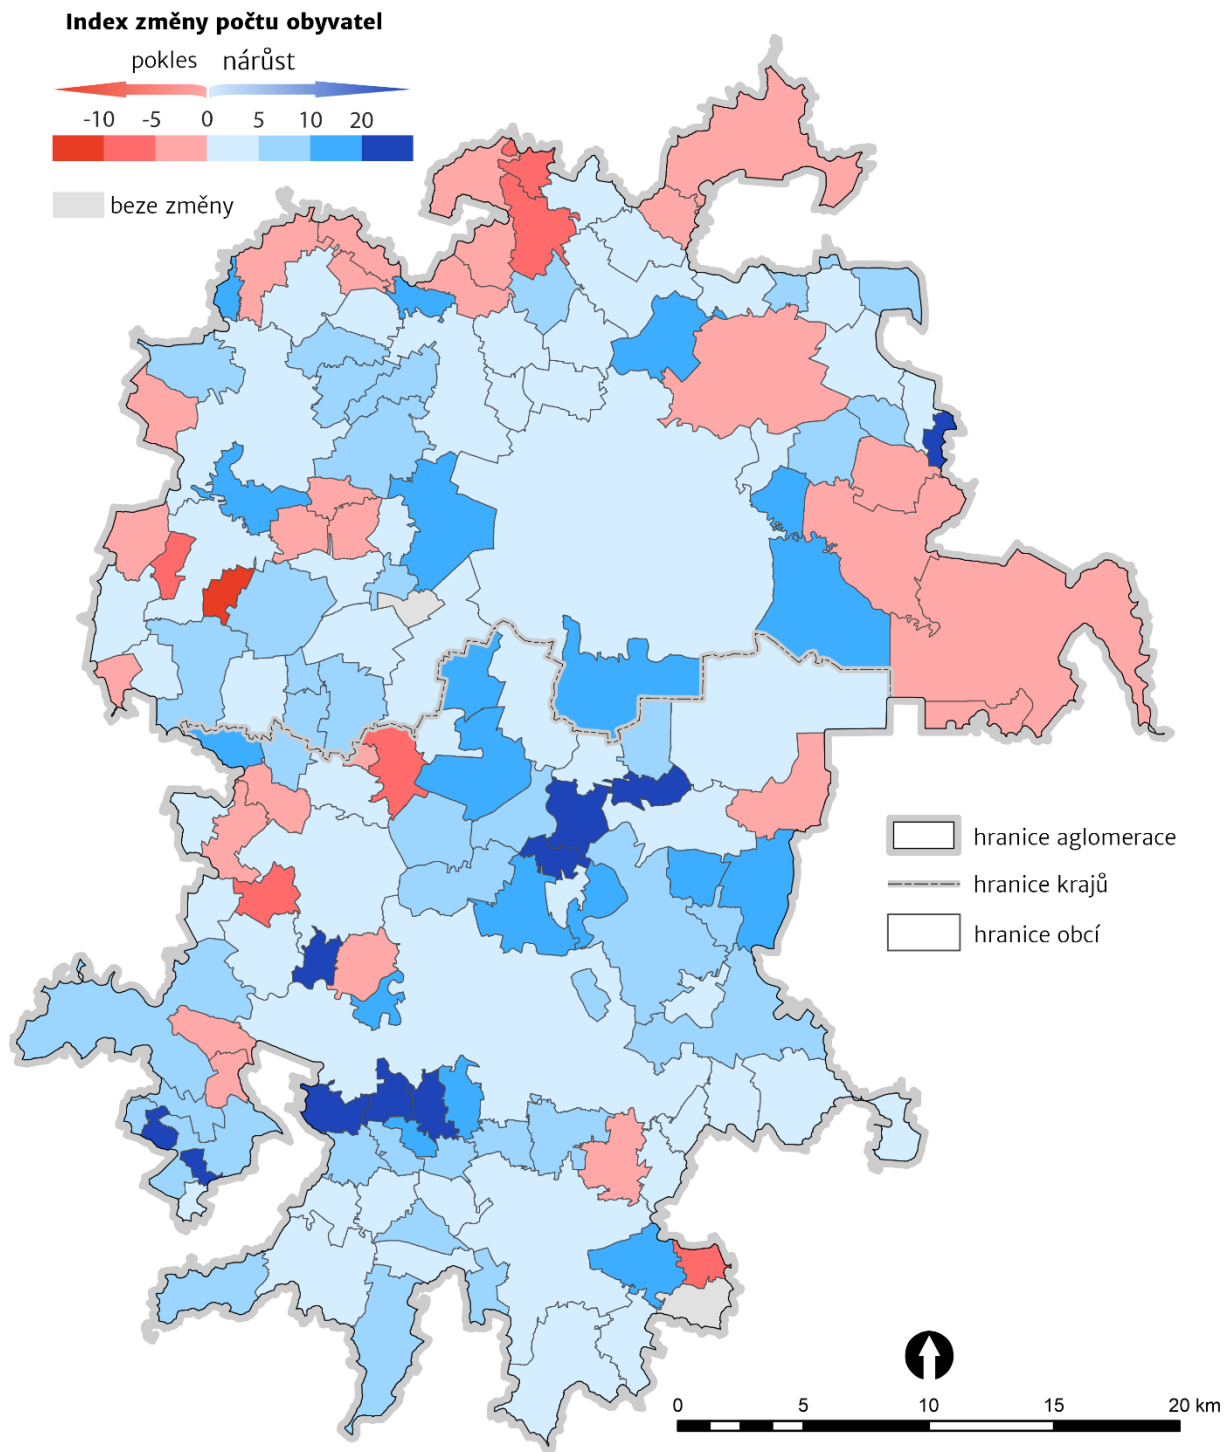 Index změny počtu obyvatel
pokles nárůst
-10 -5 0 5 10 20
beze změny
hranice aglomerace
hranice krajů
hranice obcí
0 5 10 15 20 km